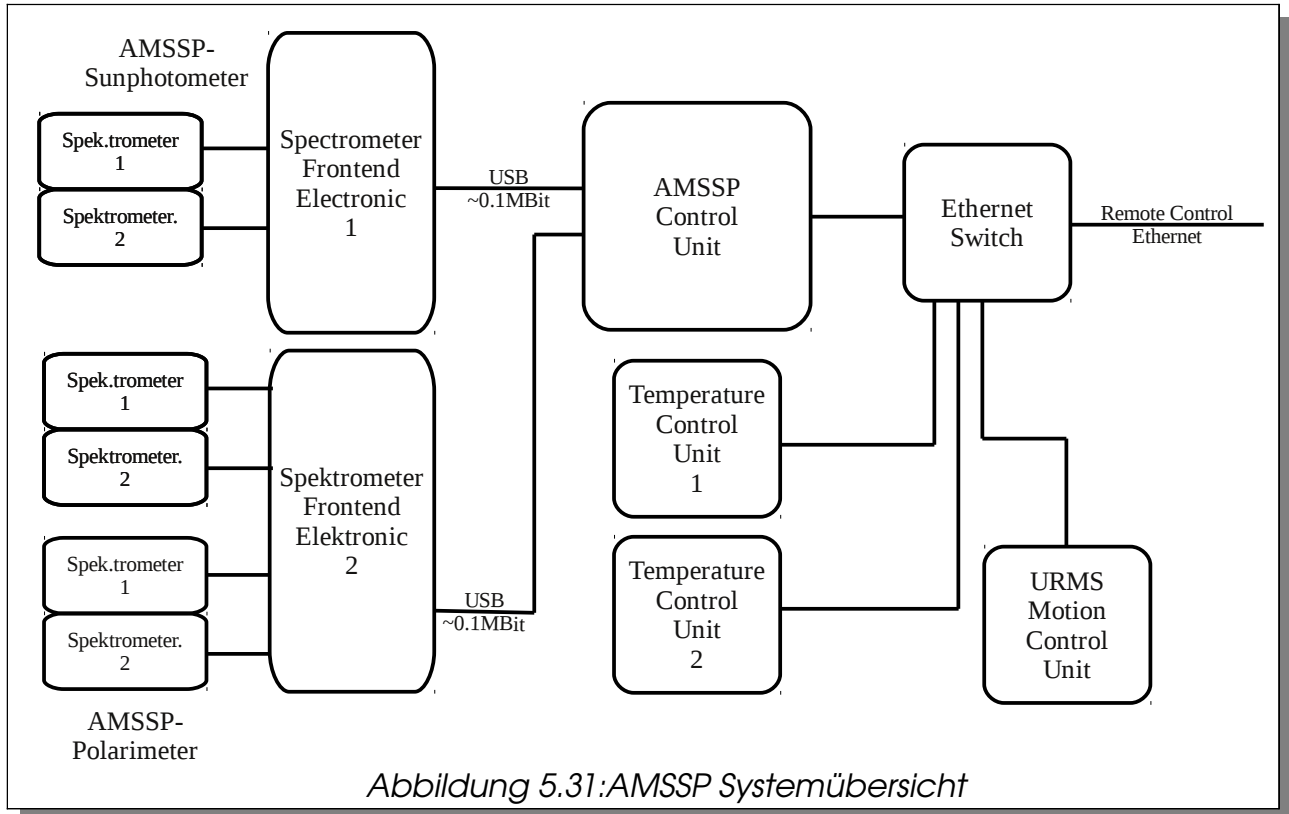 AMSSP-
Sunphotometer
Spek.trometer
1
Spektrometer.
2
Spectrometer
Frontend
Electronic
1
USB
~0.1MBit
AMSSP
Control
Unit
Ethernet
Switch
Remote Control
Ethernet
Spek.trometer
1
Spektrometer.
2
Spek.trometer
1
Spektrometer.
2
AMSSP-
Polarimeter
Spektrometer
Frontend
Elektronic
2
USB
~0.1MBit
Temperature
Control
Unit
1
Temperature
Control
Unit
2
URMS
Motion
Control
Unit
Abbildung 5.31:AMSSP Systemübersicht